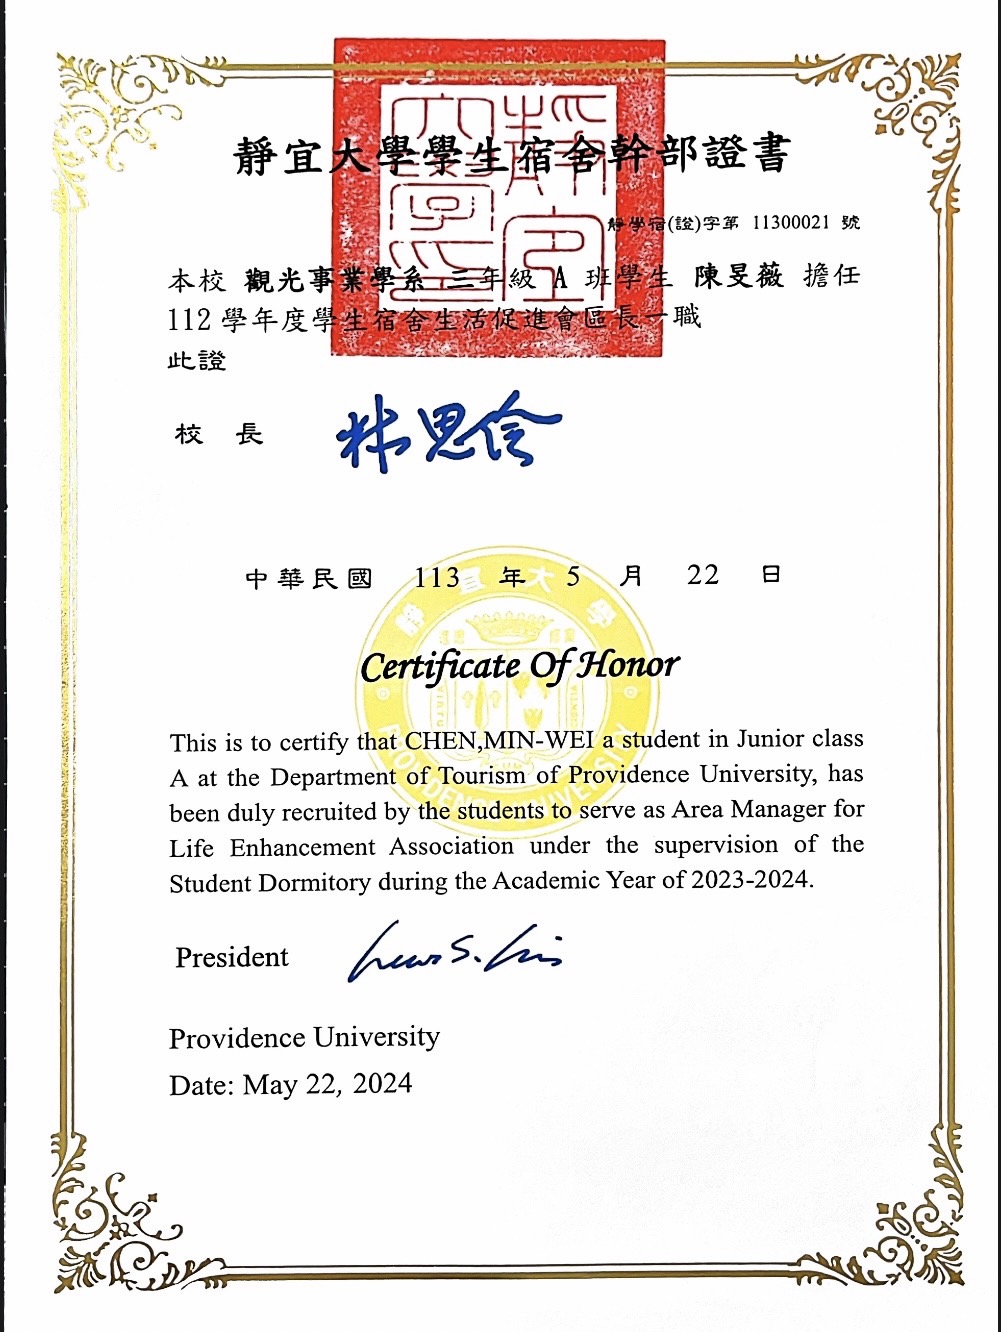 靜宜大學學生宿舍幹部證書
靜學宿(證)字第 11300021 號
本校 觀光事業學系 三年級 A 班學生 陳旻薇 擔任
112 學年度學生宿舍生活促進會區長一職
此證
校 長 林思伶
中華民國 113 年 5 月 22 日
靜宜大學
Certificate Of Honor
This is to certify that CHEN,MIN-WEI a student in Junior class
A at the Department of Tourism of Providence University, has
been duly recruited by the students to serve as Area Manager for
Life Enhancement Association under the supervision of the
Student Dormitory during the Academic Year of 2023-2024.
PROVIDENCE UNIVERSITY
President
Providence University
Date: May 22, 2024